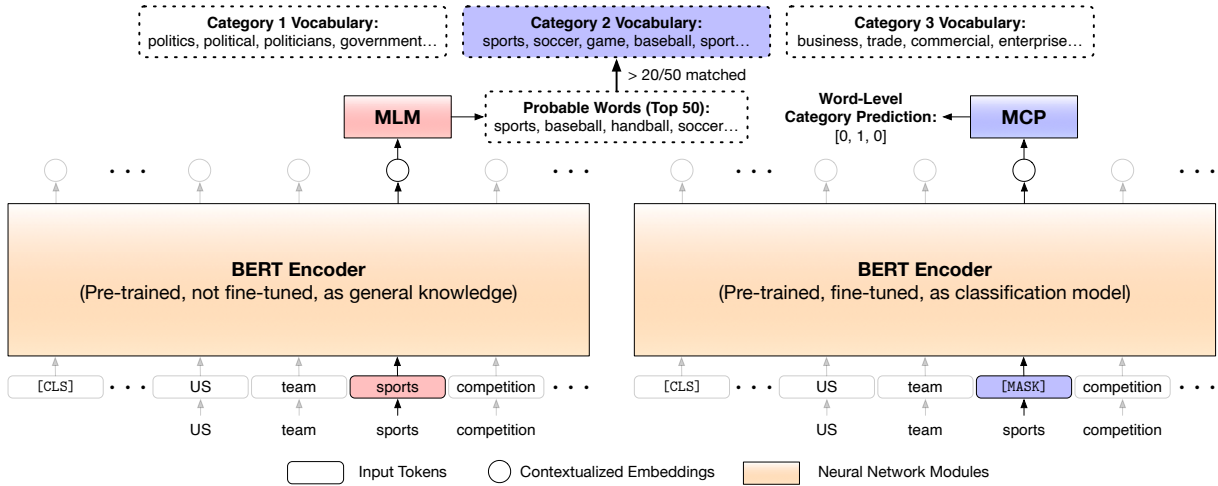 Category 1 Vocabulary:
politics, political, politicians, government…
Category 2 Vocabulary:
sports, soccer, game, baseball, sport…
Category 3 Vocabulary:
business, trade, commercial, enterprise…
> 20/50 matched
MLM
Probable Words (Top 50):
sports, baseball, handball, soccer…
Word-Level
Category Prediction:
[0, 1, 0]
MCP
• • •
• • •
• • •
• • •
BERT Encoder
(Pre-trained, not fine-tuned, as general knowledge)
BERT Encoder
(Pre-trained, fine-tuned, as classification model)
[CLS] • • • US team sports competition • • •
[CLS] • • • US team [MASK] competition • • •
US team sports competition
US team sports competition
Input Tokens
Contextualized Embeddings
Neural Network Modules